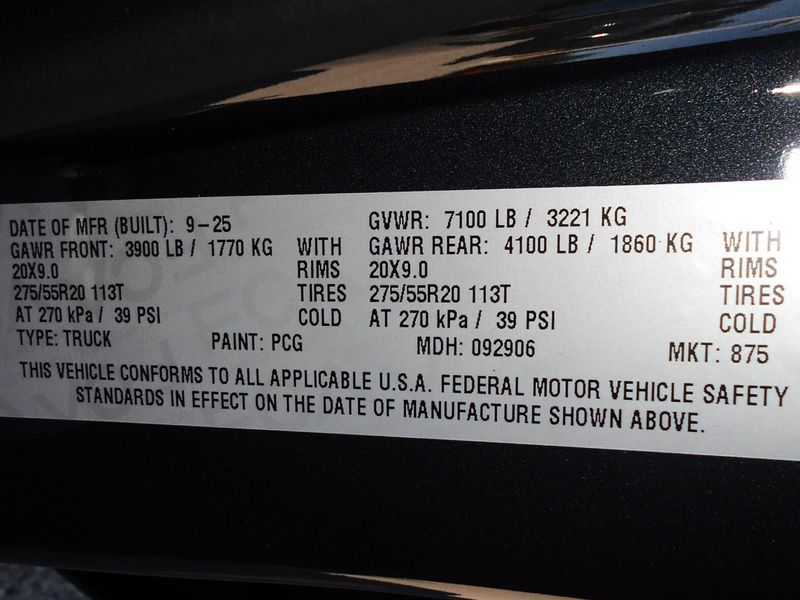 DATE OF MFR (BUILT): 9-25 GVWR: 7100 LB / 3221 KG
GAWR FRONT: 3900 LB / 1770 KG WITH GAWR REAR: 4100 LB / 1860 KG WITH
20X9.0 RIMS 20X9.0 RIMS
275/55R20 113T TIRES 275/55R20 113T TIRES
AT 270 kPa / 39 PSI COLD AT 270 kPa / 39 PSI COLD
TYPE: TRUCK PAINT: PCG MDH: 092906 MKT: 875
THIS VEHICLE CONFORMS TO ALL APPLICABLE U.S.A. FEDERAL MOTOR VEHICLE SAFETY
STANDARDS IN EFFECT ON THE DATE OF MANUFACTURE SHOWN ABOVE.